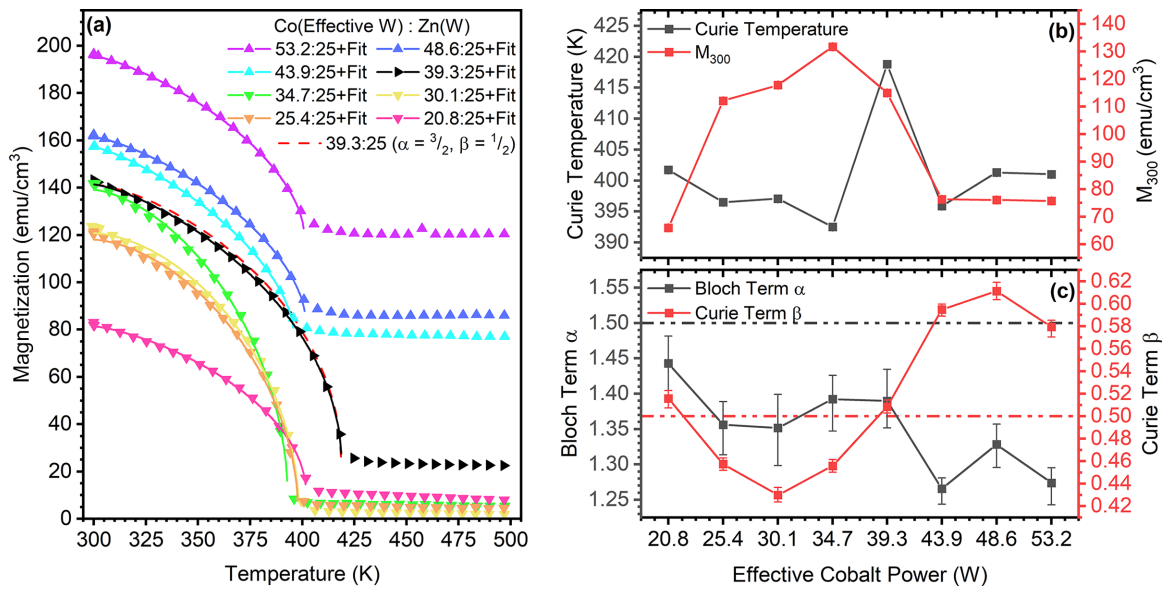 (a)
Co(Effective W) : Zn(W)
53.2:25+Fit 48.6:25+Fit
43.9:25+Fit 39.3:25+Fit
34.7:25+Fit 30.1:25+Fit
25.4:25+Fit 20.8:25+Fit
39.3:25 (α = 3/2, β = 1/2)
Magnetization (emu/cm³)
200
180
160
140
120
100
80
60
40
20
0
300 325 350 375 400 425 450 475 500
Temperature (K)
(b)
Curie Temperature
M₃₀₀
Curie Temperature (K)
425
420
415
410
405
400
395
390
M₃₀₀ (emu/cm³)
140
130
120
110
100
90
80
70
60
(c)
Bloch Term α
Curie Term β
Bloch Term α
1.55
1.50
1.45
1.40
1.35
1.30
1.25
Curie Term β
0.62
0.60
0.58
0.56
0.54
0.52
0.50
0.48
0.46
0.44
0.42
20.8 25.4 30.1 34.7 39.3 43.9 48.6 53.2
Effective Cobalt Power (W)